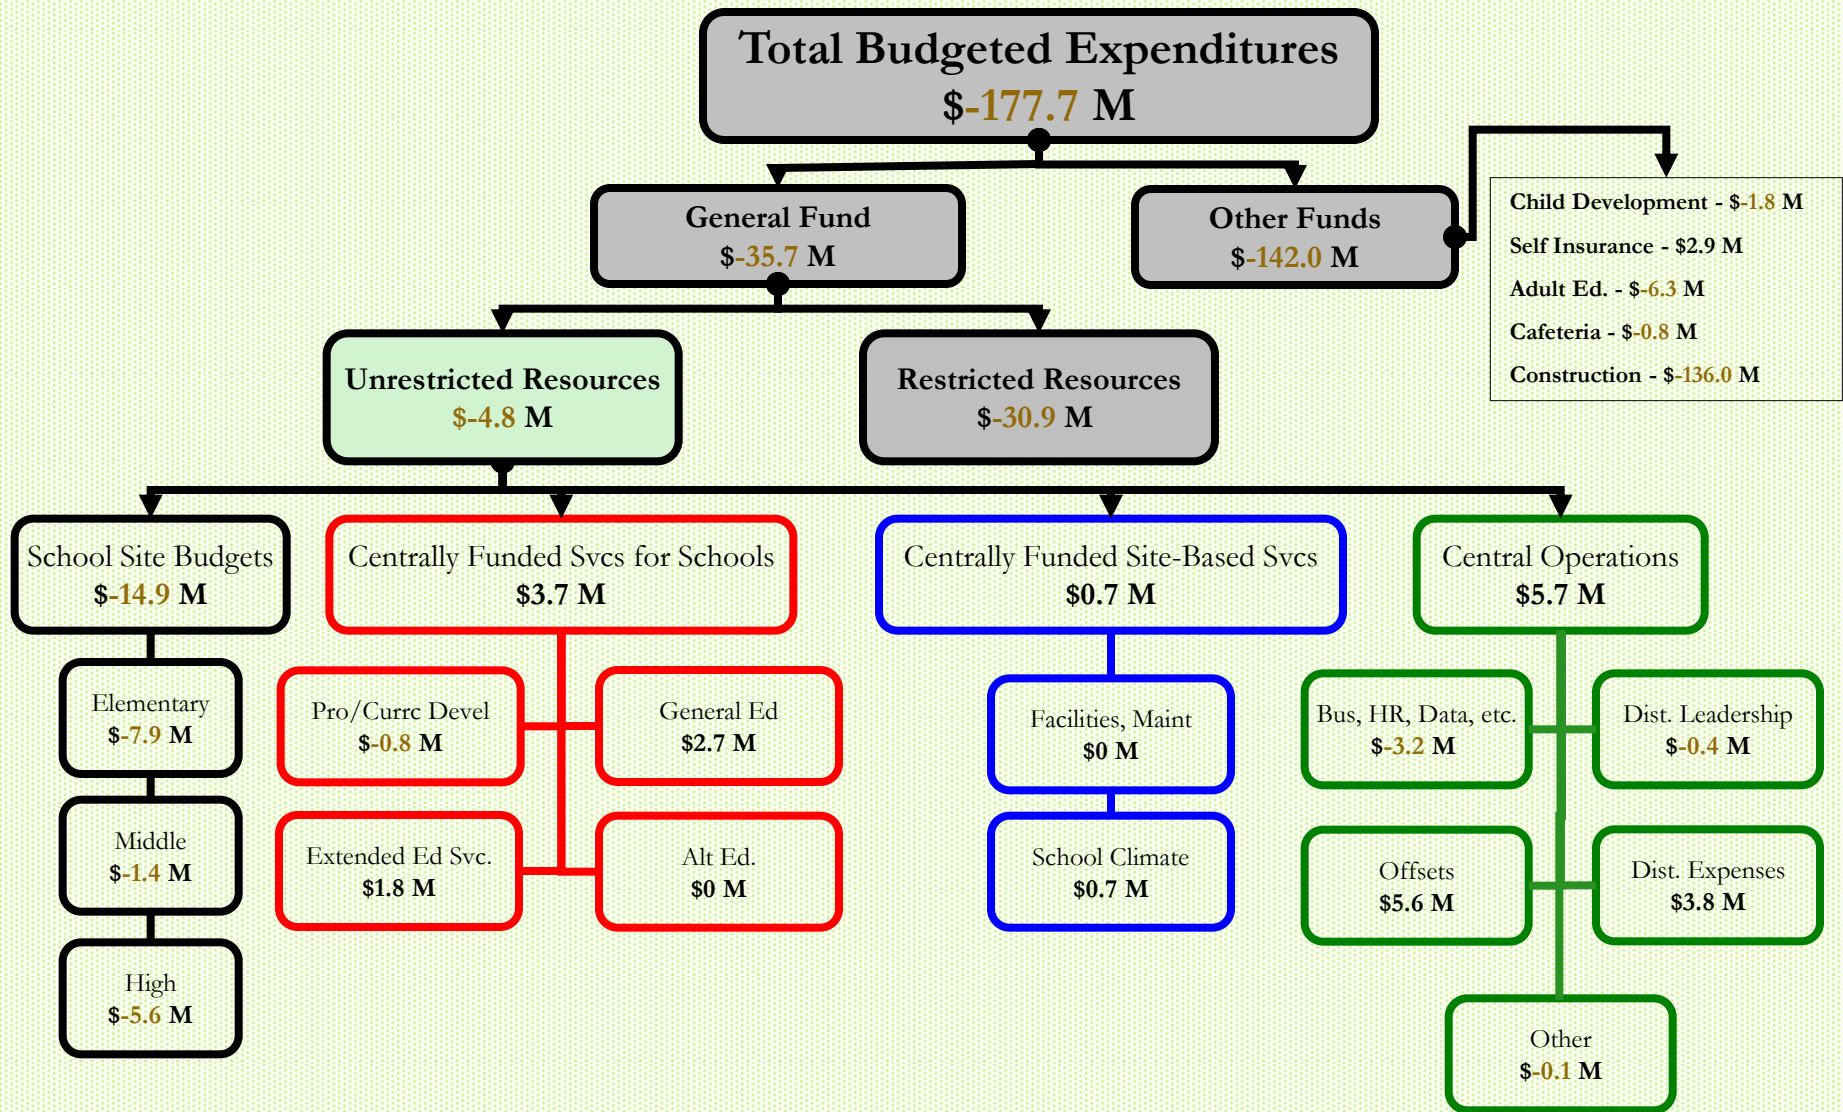 Total Budgeted Expenditures
$-177.7 M
General Fund
$-35.7 M
Other Funds
$-142.0 M
Child Development - $-1.8 M
Self Insurance - $2.9 M
Adult Ed. - $-6.3 M
Cafeteria - $-0.8 M
Construction - $-136.0 M
Unrestricted Resources
$-4.8 M
Restricted Resources
$-30.9 M
School Site Budgets
$-14.9 M
Centrally Funded Svcs for Schools
$3.7 M
Centrally Funded Site-Based Svcs
$0.7 M
Central Operations
$5.7 M
Elementary
$-7.9 M
Middle
$-1.4 M
High
$-5.6 M
Pro/Currc Devel
$-0.8 M
General Ed
$2.7 M
Extended Ed Svc.
$1.8 M
Alt Ed.
$0 M
Facilities, Maint
$0 M
School Climate
$0.7 M
Bus, HR, Data, etc.
$-3.2 M
Dist. Leadership
$-0.4 M
Offsets
$5.6 M
Dist. Expenses
$3.8 M
Other
$-0.1 M